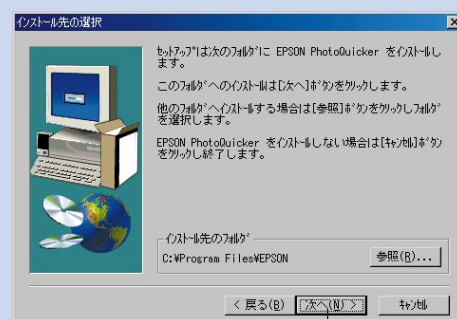 インストール先の選択
ｾｯﾄｱｯﾌﾟは次のﾌｫﾙﾀﾞに EPSON PhotoQuicker をｲﾝｽﾄｰﾙし
ます。
このﾌｫﾙﾀﾞへのｲﾝｽﾄｰﾙは[次へ]ﾎﾞﾀﾝをｸﾘｯｸします。
他のﾌｫﾙﾀﾞへｲﾝｽﾄｰﾙする場合は[参照]ﾎﾞﾀﾝをｸﾘｯｸしﾌｫﾙﾀﾞ
を選択します。
EPSON PhotoQuicker をｲﾝｽﾄｰﾙしない場合は[ｷｬﾝｾﾙ]ﾎﾞﾀﾝ
をｸﾘｯｸし終了します。
ｲﾝｽﾄｰﾙ先のﾌｫﾙﾀﾞ
C:¥Program Files¥EPSON
参照(R)...
< 戻る(B)
次へ(N) >
ｷｬﾝｾﾙ